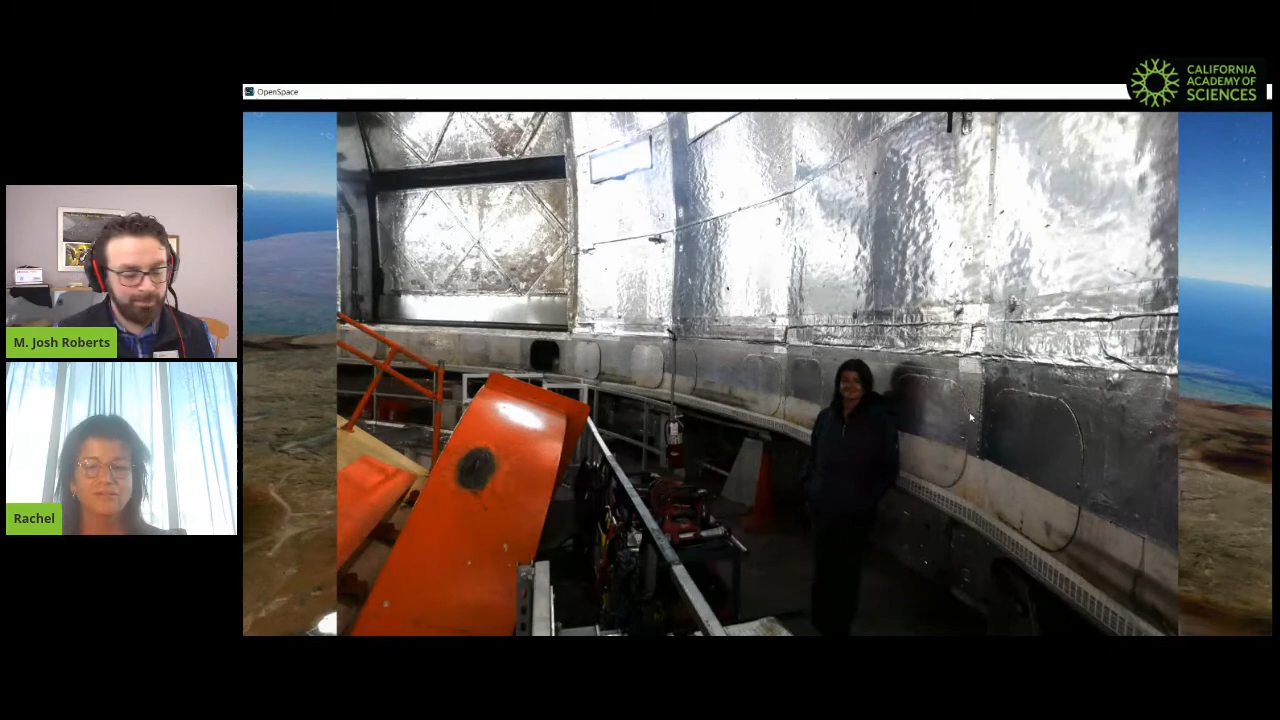 CALIFORNIA
ACADEMY OF
SCIENCES
OpenSpace
M. Josh Roberts
Rachel